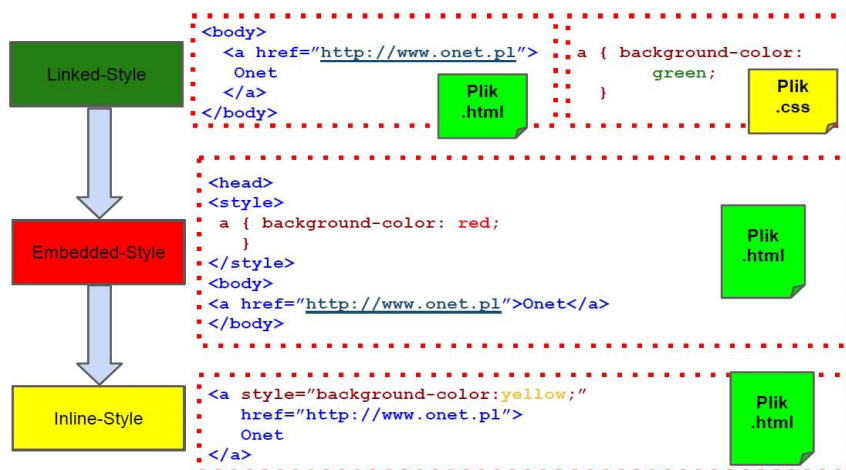 Linked-Style
<body>
<a href="http://www.onet.pl">
Onet
</a>
</body>
Plik
.html
a { background-color:
green;
}
Plik
.css
Embedded-Style
<head>
<style>
a { background-color: red;
}
</style>
<body>
<a href="http://www.onet.pl">Onet</a>
</body>
Plik
.html
Inline-Style
<a style="background-color:yellow;"
href="http://www.onet.pl">
Onet
</a>
Plik
.html